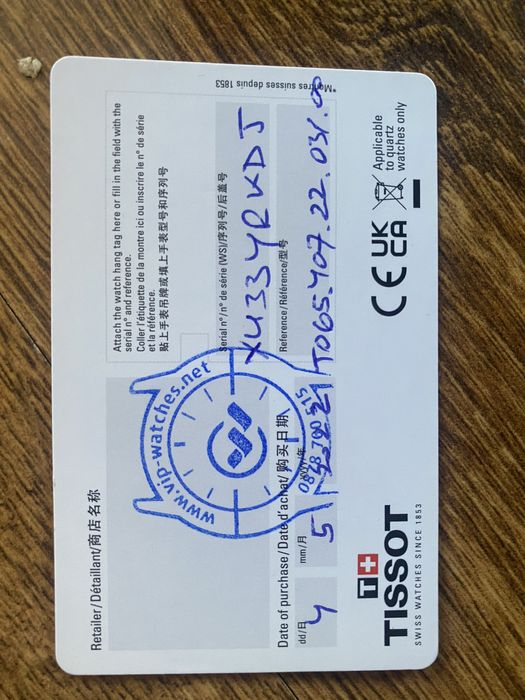 Retailer/Détaillant/商店名称
www.vip-watches.net
0878 700 515
Date of purchase/Date d'achat/购买日期
dd/日
mm/月
4
5
Attach the watch hang tag here or fill in the field with the
serial n° and reference.
Coller l'étiquette de la montre ici ou inscrire le n° de série
et la référence.
贴上手表吊牌或填上手表型号和序列号
Serial n°/n° de série (WS)/序列号/后盖号
X433YRKDJ
Reference/Référence/型号
T065.407.22.031.00
*Montres suisses depuis 1853
T+
TISSOT
SWISS WATCHES SINCE 1853
CE
UK
CA
Applicable
to quartz
watches only